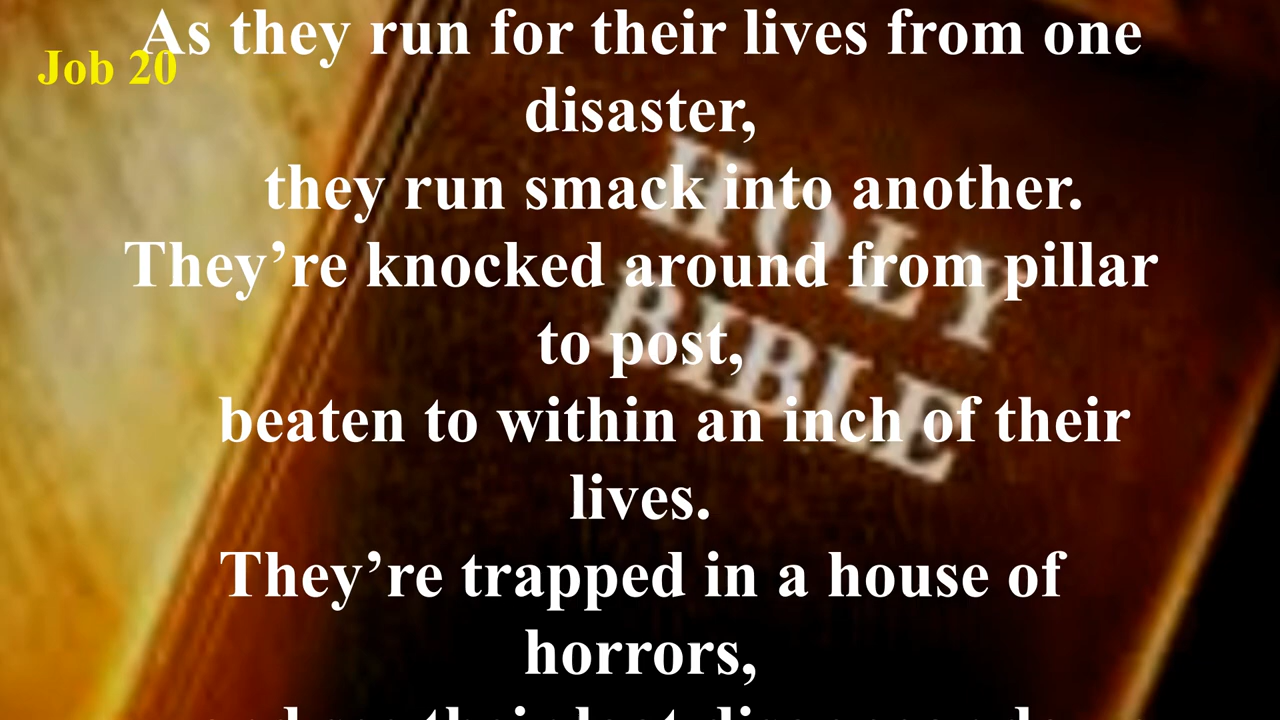 Job 20
As they run for their lives from one
disaster,
they run smack into another.
They’re knocked around from pillar
to post,
beaten to within an inch of their
lives.
They’re trapped in a house of
horrors,
HOLY
BIBLE